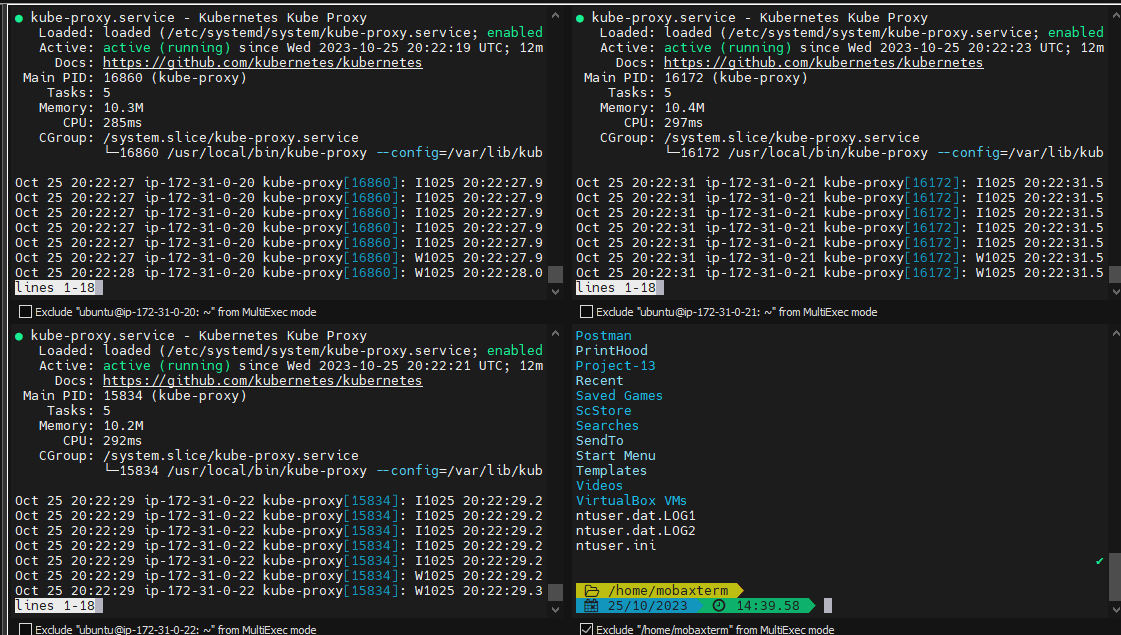 ● kube-proxy.service - Kubernetes Kube Proxy
Loaded: loaded (/etc/systemd/system/kube-proxy.service; enabled
Active: active (running) since Wed 2023-10-25 20:22:19 UTC; 12m
Docs: https://github.com/kubernetes/kubernetes
Main PID: 16860 (kube-proxy)
Tasks: 5
Memory: 10.3M
CPU: 285ms
CGroup: /system.slice/kube-proxy.service
└─16860 /usr/local/bin/kube-proxy --config=/var/lib/kub
Oct 25 20:22:27 ip-172-31-0-20 kube-proxy[16860]: I1025 20:22:27.9
Oct 25 20:22:27 ip-172-31-0-20 kube-proxy[16860]: I1025 20:22:27.9
Oct 25 20:22:27 ip-172-31-0-20 kube-proxy[16860]: I1025 20:22:27.9
Oct 25 20:22:27 ip-172-31-0-20 kube-proxy[16860]: I1025 20:22:27.9
Oct 25 20:22:27 ip-172-31-0-20 kube-proxy[16860]: I1025 20:22:27.9
Oct 25 20:22:27 ip-172-31-0-20 kube-proxy[16860]: W1025 20:22:27.9
Oct 25 20:22:28 ip-172-31-0-20 kube-proxy[16860]: W1025 20:22:28.0
lines 1-18
Exclude "ubuntu@ip-172-31-0-20: ~" from MultiExec mode
● kube-proxy.service - Kubernetes Kube Proxy
Loaded: loaded (/etc/systemd/system/kube-proxy.service; enabled
Active: active (running) since Wed 2023-10-25 20:22:23 UTC; 12m
Docs: https://github.com/kubernetes/kubernetes
Main PID: 16172 (kube-proxy)
Tasks: 5
Memory: 10.4M
CPU: 297ms
CGroup: /system.slice/kube-proxy.service
└─16172 /usr/local/bin/kube-proxy --config=/var/lib/kub
Oct 25 20:22:31 ip-172-31-0-21 kube-proxy[16172]: I1025 20:22:31.5
Oct 25 20:22:31 ip-172-31-0-21 kube-proxy[16172]: I1025 20:22:31.5
Oct 25 20:22:31 ip-172-31-0-21 kube-proxy[16172]: I1025 20:22:31.5
Oct 25 20:22:31 ip-172-31-0-21 kube-proxy[16172]: I1025 20:22:31.5
Oct 25 20:22:31 ip-172-31-0-21 kube-proxy[16172]: I1025 20:22:31.5
Oct 25 20:22:31 ip-172-31-0-21 kube-proxy[16172]: W1025 20:22:31.5
Oct 25 20:22:31 ip-172-31-0-21 kube-proxy[16172]: W1025 20:22:31.5
lines 1-18
Exclude "ubuntu@ip-172-31-0-21: ~" from MultiExec mode
● kube-proxy.service - Kubernetes Kube Proxy
Loaded: loaded (/etc/systemd/system/kube-proxy.service; enabled
Active: active (running) since Wed 2023-10-25 20:22:21 UTC; 12m
Docs: https://github.com/kubernetes/kubernetes
Main PID: 15834 (kube-proxy)
Tasks: 5
Memory: 10.2M
CPU: 292ms
CGroup: /system.slice/kube-proxy.service
└─15834 /usr/local/bin/kube-proxy --config=/var/lib/kub
Oct 25 20:22:29 ip-172-31-0-22 kube-proxy[15834]: I1025 20:22:29.2
Oct 25 20:22:29 ip-172-31-0-22 kube-proxy[15834]: I1025 20:22:29.2
Oct 25 20:22:29 ip-172-31-0-22 kube-proxy[15834]: I1025 20:22:29.2
Oct 25 20:22:29 ip-172-31-0-22 kube-proxy[15834]: I1025 20:22:29.2
Oct 25 20:22:29 ip-172-31-0-22 kube-proxy[15834]: I1025 20:22:29.2
Oct 25 20:22:29 ip-172-31-0-22 kube-proxy[15834]: W1025 20:22:29.2
Oct 25 20:22:29 ip-172-31-0-22 kube-proxy[15834]: W1025 20:22:29.3
lines 1-18
Exclude "ubuntu@ip-172-31-0-22: ~" from MultiExec mode
Postman
PrintHood
Project-13
Recent
Saved Games
ScStore
Searches
SendTo
Start Menu
Templates
Videos
VirtualBox VMs
ntuser.dat.LOG1
ntuser.dat.LOG2
ntuser.ini
✔
/home/mobaxterm
25/10/2023 14:39.58
Exclude "/home/mobaxterm" from MultiExec mode